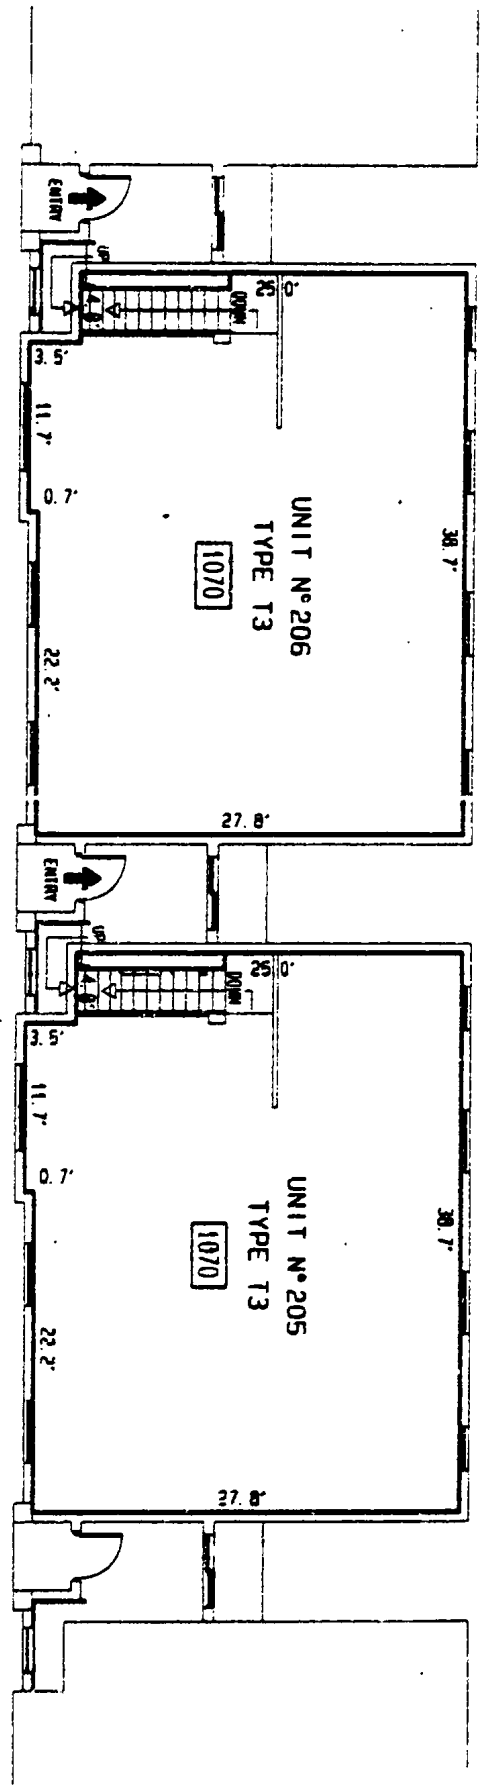 ENTRY
UP
DOWN
25.0'
4.0'
3.5'
11.7'
0.7'
22.2'
38.7'
27.8'
UNIT Nº 206
TYPE T3
1070
ENTRY
UP
DOWN
25.0'
4.0'
3.5'
11.7'
0.7'
22.2'
38.7'
27.8'
UNIT Nº 205
TYPE T3
1070